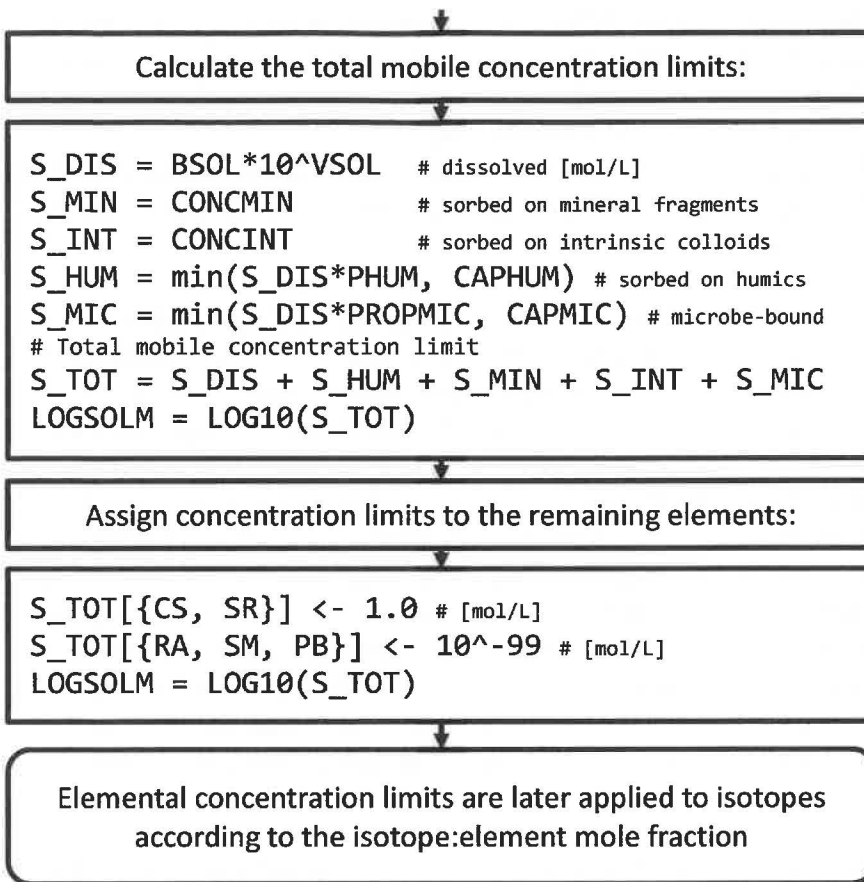 Calculate the total mobile concentration limits:
S_DIS = BSOL*10^VSOL # dissolved [mol/L]
S_MIN = CONCMIN # sorbed on mineral fragments
S_INT = CONCINT # sorbed on intrinsic colloids
S_HUM = min(S_DIS*PHUM, CAPHUM) # sorbed on humics
S_MIC = min(S_DIS*PROPMIC, CAPMIC) # microbe-bound
# Total mobile concentration limit
S_TOT = S_DIS + S_HUM + S_MIN + S_INT + S_MIC
LOGSOLM = LOG10(S_TOT)
Assign concentration limits to the remaining elements:
S_TOT[{CS, SR}] <- 1.0 # [mol/L]
S_TOT[{RA, SM, PB}] <- 10^-99 # [mol/L]
LOGSOLM = LOG10(S_TOT)
Elemental concentration limits are later applied to isotopes
according to the isotope:element mole fraction